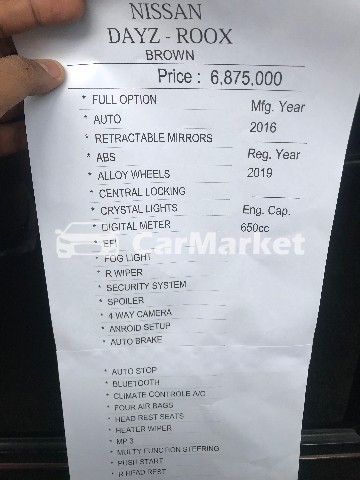 NISSAN
DAYZ - ROOX
BROWN
Price : 6,875,000
* FULL OPTION
Mfg. Year
* AUTO
2016
* RETRACTABLE MIRRORS
* ABS
Reg. Year
* ALLOY WHEELS
2019
* CENTRAL LOCKING
* CRYSTAL LIGHTS
Eng. Cap.
* DIGITAL METER
650cc
* EFI
CarMarket
* FOG LIGHT
* R WIPER
* SECURITY SYSTEM
* SPOILER
* 4 WAY CAMERA
* ANROID SETUP
* AUTO BRAKE
* AUTO STOP
* BLUETOOTH
* CLIMATE CONTROLE A/C
* FOUR AIR BAGS
* HEAD REST SEATS
* HEATER WIPER
* MP 3
* MULTY FUNCTION STEERING
* PUSH START
* R HEAD REST